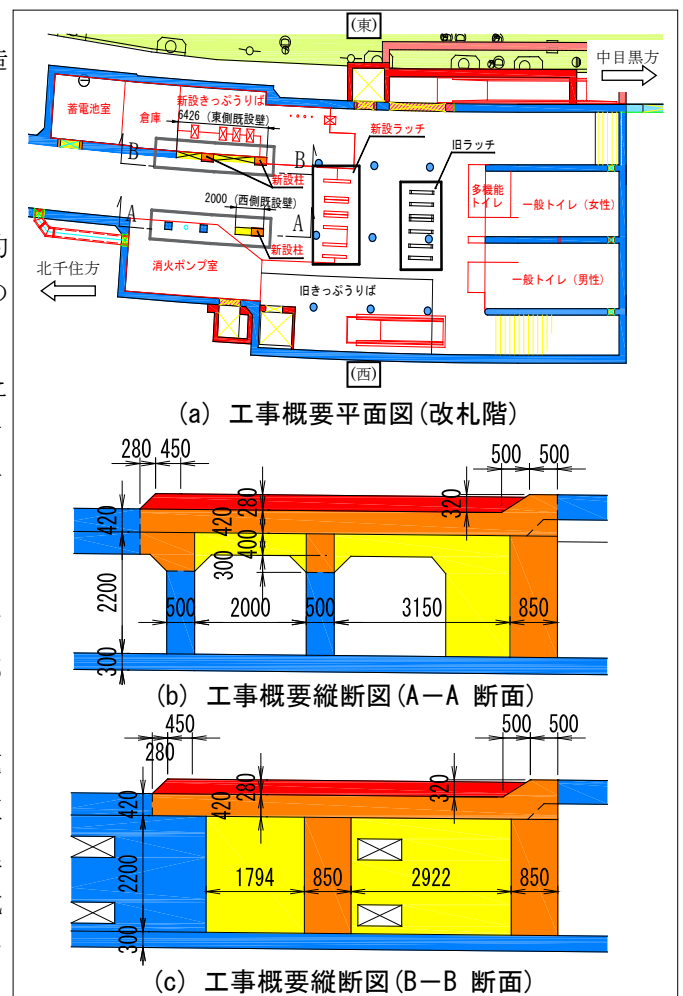 (東)
中目黒方
蓄電池室
倉庫
新設きっぷうりば
6426 (東側既設壁)
新設ラッチ
旧ラッチ
B
B
新設柱
2000 (西側既設壁)
A
A
新設柱
多機能
トイレ
一般トイレ (女性)
一般トイレ (男性)
北千住方
消火ポンプ室
旧きっぷうりば
(西)
(a) 工事概要平面図(改札階)
280 450
500 500
420
280
420
400
300
320
2200
500
2000
500
3150
850
300
(b) 工事概要縦断図(A-A 断面)
450
280
500 500
420
280
420
320
2200
1794
850
2922
850
300
(c) 工事概要縦断図(B-B 断面)